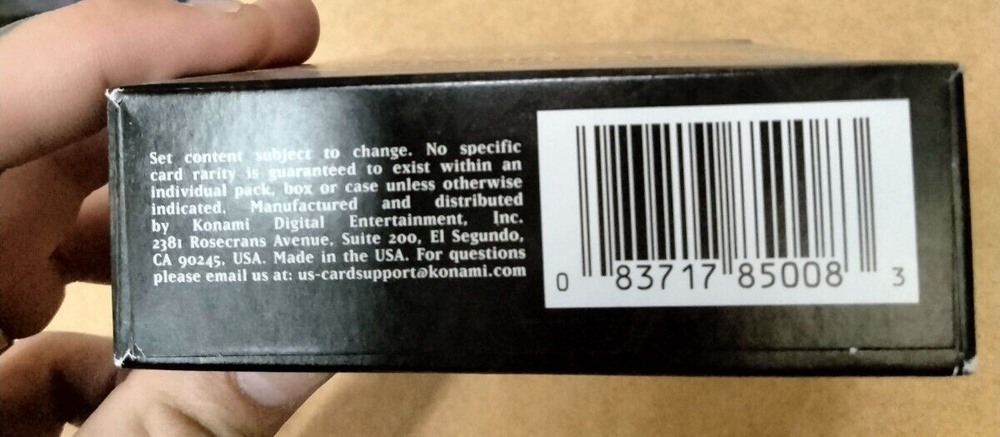 Set content subject to change. No specific
card rarity is guaranteed to exist within an
individual pack, box or case unless otherwise
indicated. Manufactured and distributed
by Konami Digital Entertainment, Inc.
2381 Rosecrans Avenue, Suite 200, El Segundo,
CA 90245, USA. Made in the USA. For questions
please email us at: us-cardsupport@konami.com
0 83717 85008 3